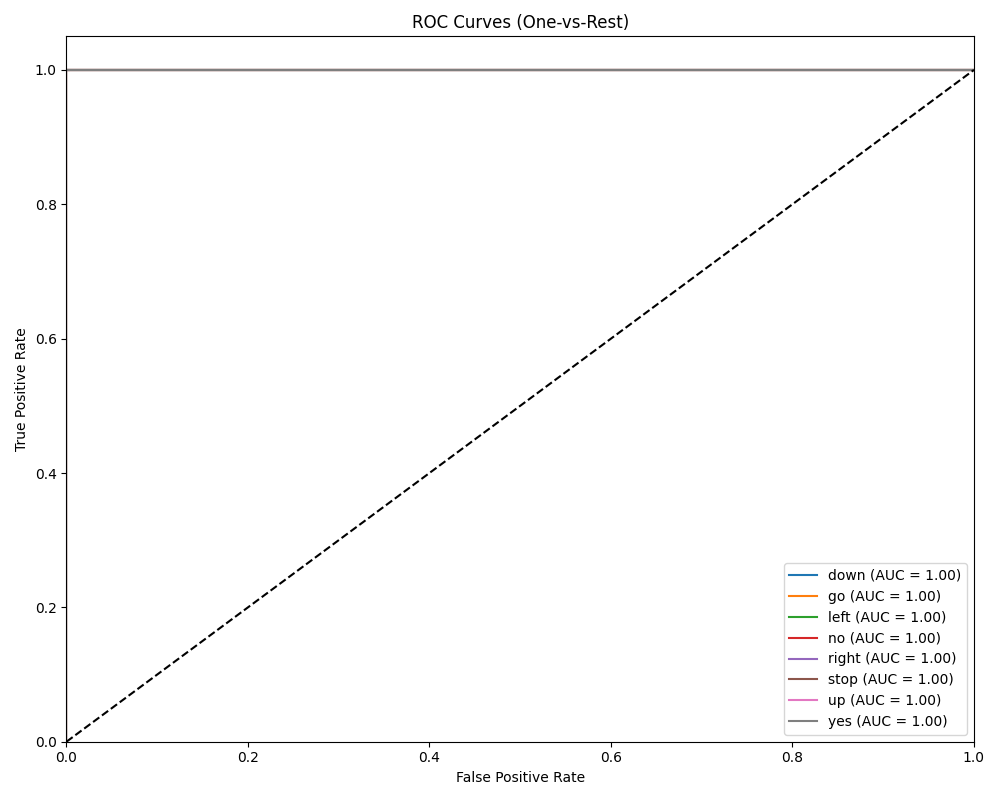 ROC Curves (One-vs-Rest)
True Positive Rate
1.0
0.8
0.6
0.4
0.2
0.0
0.0 0.2 0.4 0.6 0.8 1.0
False Positive Rate
down (AUC = 1.00)
go (AUC = 1.00)
left (AUC = 1.00)
no (AUC = 1.00)
right (AUC = 1.00)
stop (AUC = 1.00)
up (AUC = 1.00)
yes (AUC = 1.00)